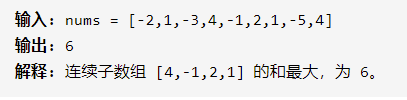 输入：nums = [-2,1,-3,4,-1,2,1,-5,4]
输出：6
解释：连续子数组 [4,-1,2,1] 的和最大，为 6。